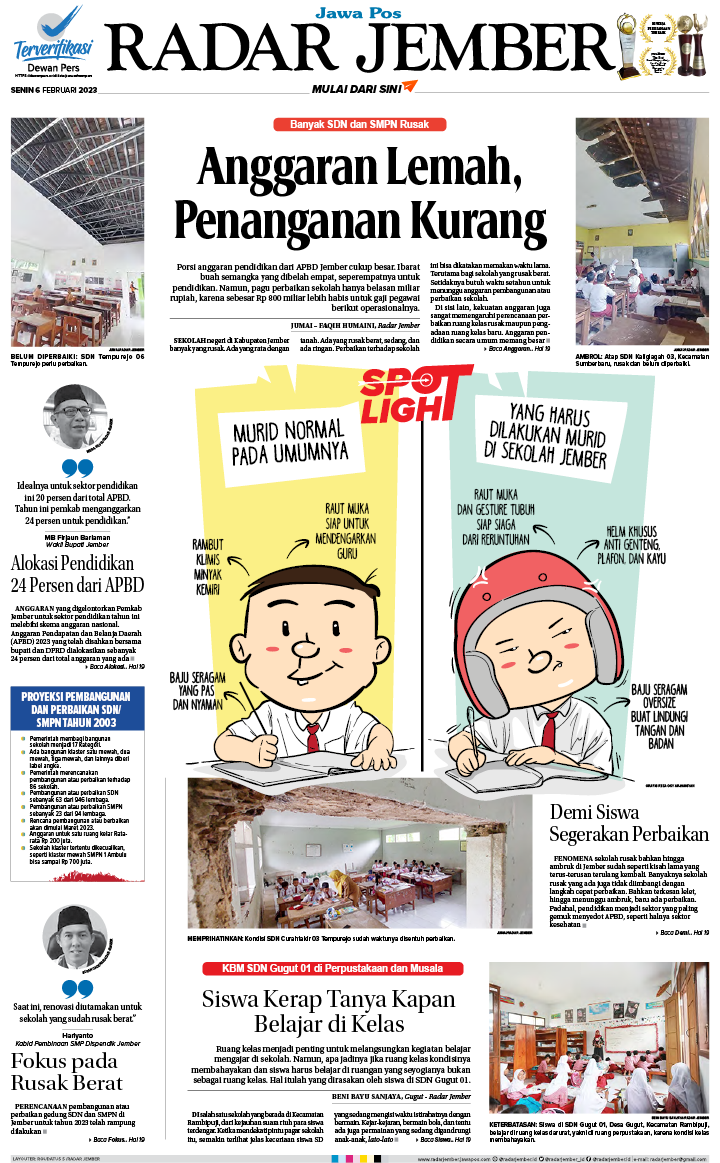 Jawa Pos
RADAR JEMBER
Terverifikasi
Dewan Pers
SENIN 6 FEBRUARI 2023
MULAI DARI SINI
Banyak SDN dan SMPN Rusak
Anggaran Lemah,
Penanganan Kurang
Porsi anggaran pendidikan dari APBD Jember cukup besar. Ibarat
buah semangka yang dibelah empat, seperempatnya untuk
pendidikan. Namun, pagu perbaikan sekolah hanya belasan miliar
rupiah, karena sebesar Rp 800 miliar lebih habis untuk gaji pegawai
berikut operasionalnya.
JUMAI – FAQIH HUMAINI, Radar Jember
SEKOLAH negeri di Kabupaten Jember
banyak yang rusak. Ada yang rata dengan
tanah. Ada yang rusak berat, sedang, dan
ada ringan. Perbaikan terhadap sekolah
ini bisa dikatakan memakan waktu lama.
Terutama bagi sekolah yang rusak berat.
Setidaknya butuh waktu setahun untuk
menunggu anggaran pembangunan atau
perbaikan sekolah.
Di sisi lain, kekuatan anggaran juga
sangat memengaruhi perencanaan per-
baikan ruang kelas rusak maupun peng-
adaan ruang kelas baru. Anggaran pen-
didikan secara umum memang besar
Baca Anggaran.. Hal 19
BELUM DIPERBAIKI: SDN Tempurejo 06
Tempurejo perlu perbaikan.
AMBROL: Atap SDN Kaliglagah 03, Kecamatan
Sumberbaru, rusak dan belum diperbaiki.
Idealnya untuk sektor pendidikan
ini 20 persen dari total APBD.
Tahun ini pemkab menganggarkan
24 persen untuk pendidikan.”
MB Firjaun Barlaman
Wakil Bupati Jember
Alokasi Pendidikan
24 Persen dari APBD
ANGGARAN yang digelontorkan Pemkab
Jember untuk sektor pendidikan tahun ini
melebihi skema anggaran nasional.
Anggaran Pendapatan dan Belanja Daerah
(APBD) 2023 yang telah disahkan bersama
bupati dan DPRD dialokasikan sebanyak
24 persen dari total anggaran yang ada
Baca Alokasi.. Hal 19
PROYEKSI PEMBANGUNAN
DAN PERBAIKAN SDN/
SMPN TAHUN 2003
Pemerintah membagi bangunan
sekolah menjadi 17 Kategori.
Ada bangunan klaster satu mewah, dua
mewah, tiga mewah, dan lainnya diberi
label angka.
Pemerintah merencanakan
pembangunan atau perbaikan terhadap
86 sekolah.
Pembangunan atau perbaikan SDN
sebanyak 63 dari 946 lembaga.
Pembangunan atau perbaikan SMPN
sebanyak 23 dari 94 lembaga.
Rencana pembangunan atau berbaikan
akan dimulai Maret 2023.
Anggaran untuk satu ruang kelar Rata-
rata Rp 200 juta.
Sekolah klaster tertentu dikecualikan,
seperti klaster mewah SMPN 1 Ambulu
bisa sampai Rp 700 juta.
SPOT
LIGHT
MURID NORMAL
PADA UMUMNYA
YANG HARUS
DILAKUKAN MURID
DI SEKOLAH JEMBER
RAMBUT
KLIMIS
MINYAK
KEMIRI
RAUT MUKA
SIAP UNTUK
MENDENGARKAN
GURU
BAJU SERAGAM
YANG PAS
DAN NYAMAN
RAUT MUKA
DAN GESTURE TUBUH
SIAP SIAGA
DARI RERUNTUHAN
HELM KHUSUS
ANTI GENTENG,
PLAFON, DAN KAYU
BAJU SERAGAM
OVERSIZE
BUAT LINDUNGI
TANGAN DAN
BADAN
MEMPRIHATINKAN: Kondisi SDN Curahtakir 03 Tempurejo sudah waktunya disentuh perbaikan.
Demi Siswa
Segerakan Perbaikan
FENOMENA sekolah rusak bahkan hingga
ambruk di Jember sudah seperti kisah lama yang
terus-terusan terulang kembali. Banyaknya sekolah
rusak yang ada juga tidak diimbangi dengan
langkah cepat perbaikan. Bahkan terkesan lelet,
hingga menunggu ambruk, baru ada perbaikan.
Padahal, pendidikan menjadi sektor yang paling
gemuk menyedot APBD, seperti halnya sektor
kesehatan
Baca Demi.. Hal 19
Saat ini, renovasi diutamakan untuk
sekolah yang sudah rusak berat.”
Hariyanto
Kabid Pembinaan SMP Dispendik Jember
Fokus pada
Rusak Berat
PERENCANAAN pembangunan atau
perbaikan gedung SDN dan SMPN di
Jember untuk tahun 2023 telah rampung
dilakukan
Baca Fokus.. Hal 19
KBM SDN Gugut 01 di Perpustakaan dan Musala
Siswa Kerap Tanya Kapan
Belajar di Kelas
Ruang kelas menjadi penting untuk melangsungkan kegiatan belajar
mengajar di sekolah. Namun, apa jadinya jika ruang kelas kondisinya
membahayakan dan siswa harus belajar di ruangan yang seyogianya bukan
sebagai ruang kelas. Hal itulah yang dirasakan oleh siswa di SDN Gugut 01.
BENI BAYU SANJAYA, Gugut - Radar Jember
Di salah satu sekolah yang berada di Kecamatan
Rambipuji, dari kejauhan suara riuh para siswa
terdengar. Ketika mendekati pintu pagar sekolah
itu, semakin terlihat jelas keceriaan siswa SD
yang sedang mengisi waktu istirahatnya dengan
bermain. Kejar-kejaran, bermain bola, dan tentu
ada juga permainan yang sedang digandrungi
anak-anak, lato-lato
Baca Siswa.. Hal 19
KETERBATASAN: Siswa di SDN Gugut 01, Desa Gugut, Kecamatan Rambipuji,
belajar di ruang kelas darurat, yakni di ruang perpustakaan, karena kondisi kelas
membahayakan.
www.radarjember.jawapos.com @radarjember.id @radarjember_id @radarjember.id e-mail: radarjember@gmail.com